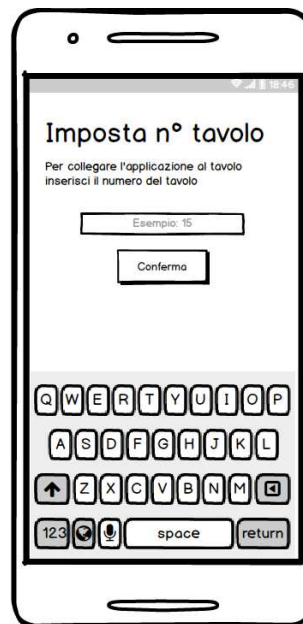 18:46
Imposta n° tavolo
Per collegare l'applicazione al tavolo
inserisci il numero del tavolo
Esempio: 15
Conferma
Q W E R T Y U I O P
A S D F G H J K L
Z X C V B N M
123 space return